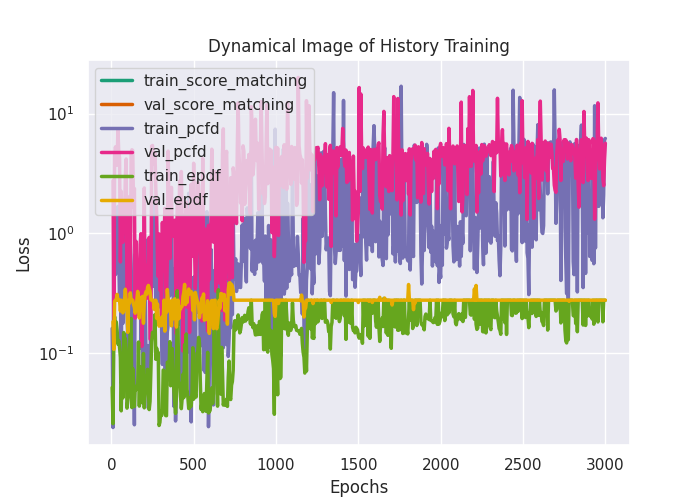 Dynamical Image of History Training
train_score_matching
val_score_matching
train_pcfd
val_pcfd
train_epdf
val_epdf
Loss
10¹
10⁰
10⁻¹
0 500 1000 1500 2000 2500 3000
Epochs